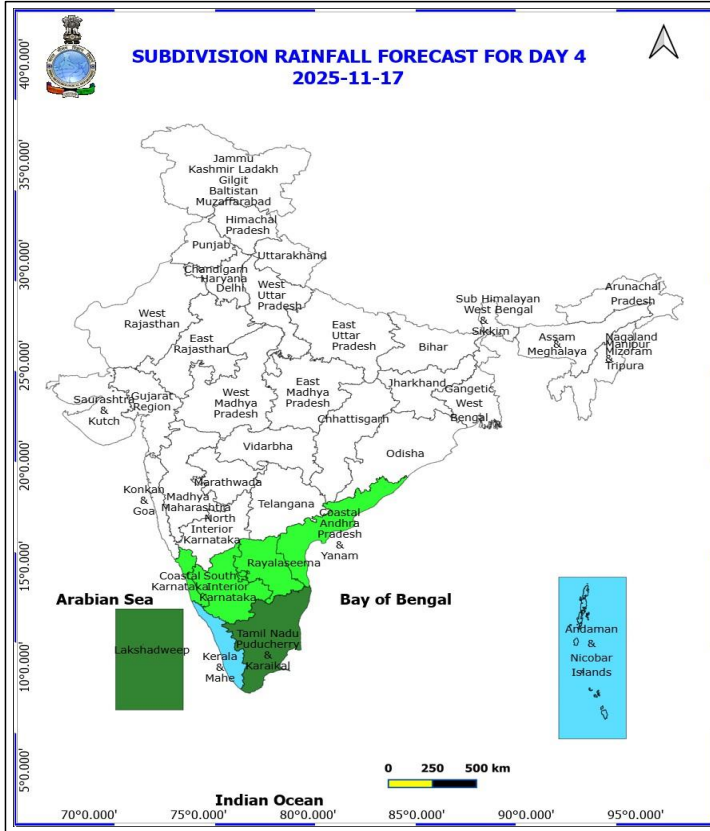 SUBDIVISION RAINFALL FORECAST FOR DAY 4
2025-11-17
40°0.000'
35°0.000'
30°0.000'
25°0.000'
20°0.000'
15°0.000'
10°0.000'
5°0.000'
Jammu
Kashmir Ladakh
Gilgit
Baltistan
Muzaffarabad
Himachal
Pradesh
Punjab
Uttarakhand
Chandigarh
Haryana
Delhi
West
Uttar
Pradesh
Arunachal
Pradesh
West
Rajasthan
East
Rajasthan
East
Uttar
Pradesh
Bihar
Sub Himalayan
West Bengal
&
Sikkim
Assam
&
Meghalaya
Nagaland
Manipur
Mizoram
&
Tripura
Saurashtra
&
Kutch
Gujarat
Region
West
Madhya
Pradesh
East
Madhya
Pradesh
Jharkhand
Gangetic
West
Bengal
Chhattisgarh
Vidarbha
Odisha
Konkan
&
Goa
Madhya
Maharashtra
Marathwada
Telangana
North
Interior
Karnataka
Coastal
Andhra
Pradesh
&
Yanam
Rayalaseema
Coastal
Karnataka
South
Interior
Karnataka
Arabian Sea
Bay of Bengal
Lakshadweep
Kerala
&
Mahe
Tamil Nadu
Puducherry
&
Karaikal
Andaman
&
Nicobar
Islands
0 250 500 km
Indian Ocean
70°0.000' 75°0.000' 80°0.000' 85°0.000' 90°0.000' 95°0.000'